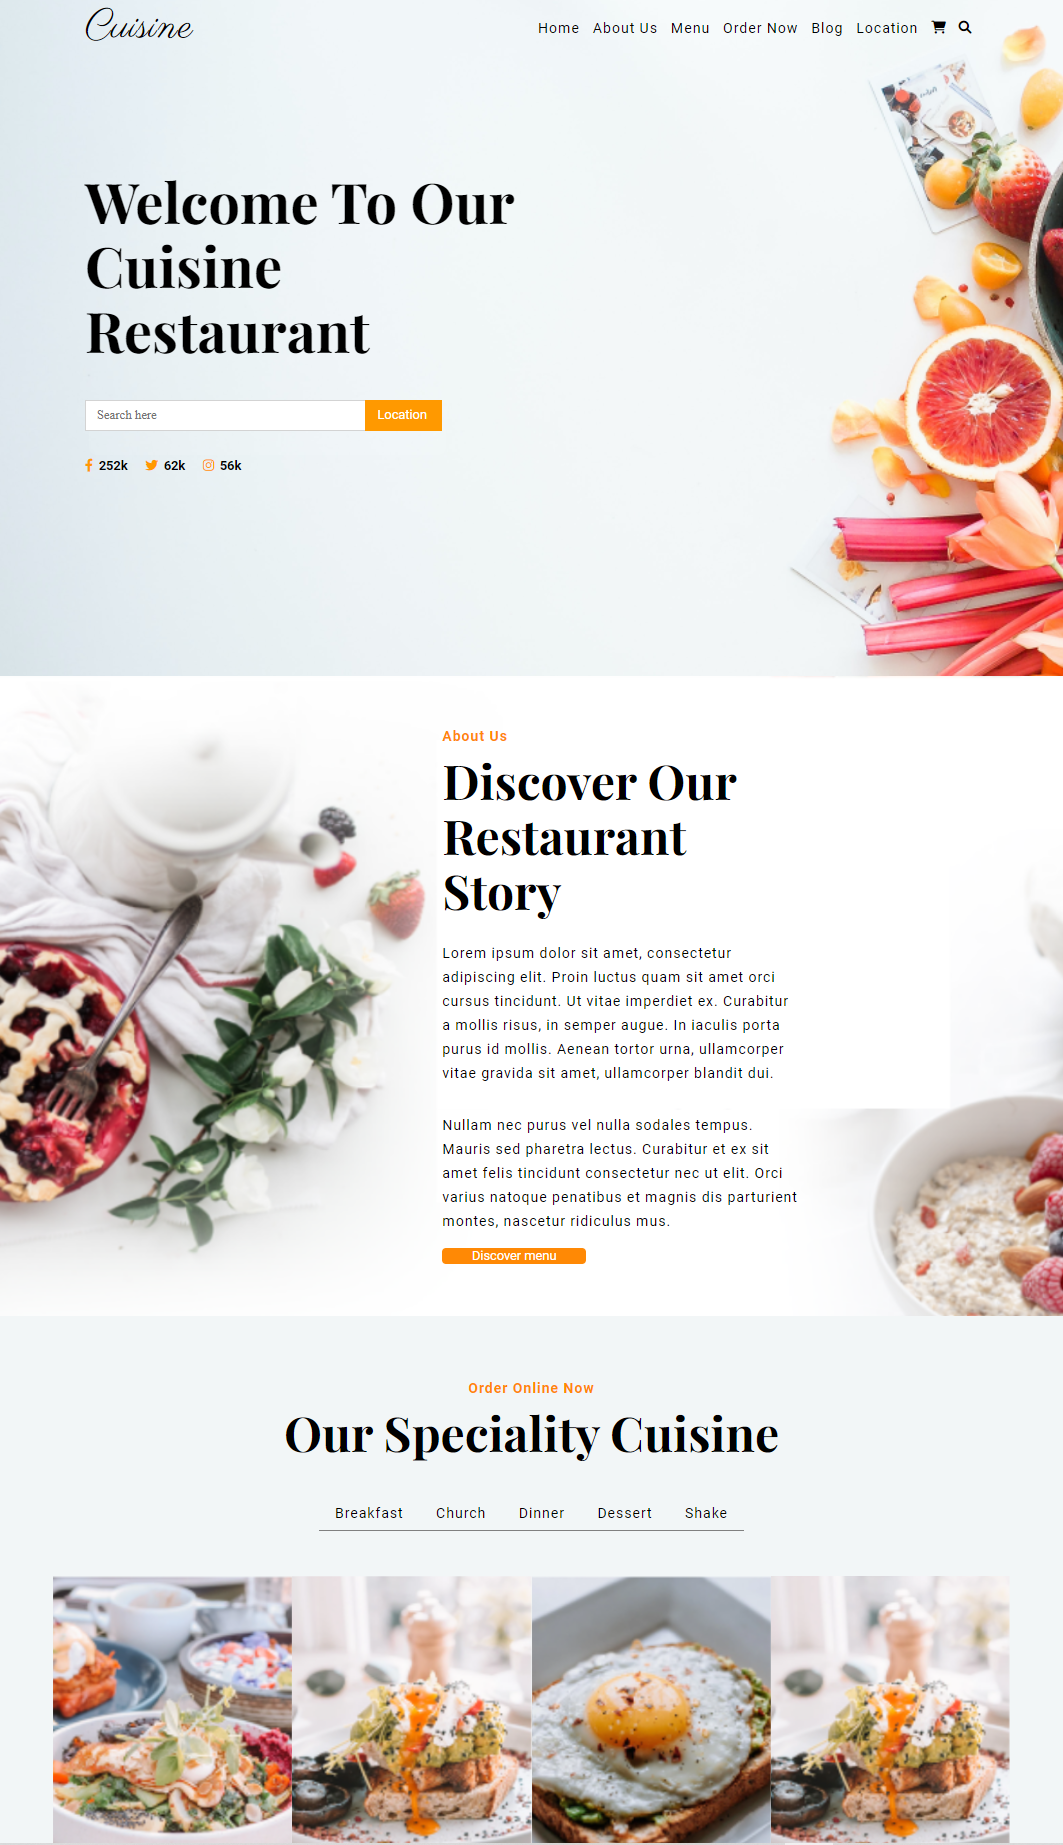 Cuisine
Home About Us Menu Order Now Blog Location
Welcome To Our
Cuisine
Restaurant
Search here Location
252k 62k 56k
About Us
Discover Our
Restaurant
Story
Lorem ipsum dolor sit amet, consectetur
adipiscing elit. Proin luctus quam sit amet orci
cursus tincidunt. Ut vitae imperdiet ex. Curabitur
a mollis risus, in semper augue. In iaculis porta
purus id mollis. Aenean tortor urna, ullamcorper
vitae gravida sit amet, ullamcorper blandit dui.
Nullam nec purus vel nulla sodales tempus.
Mauris sed pharetra lectus. Curabitur et ex sit
amet felis tincidunt consectetur nec ut elit. Orci
varius natoque penatibus et magnis dis parturient
montes, nascetur ridiculus mus.
Discover menu
Order Online Now
Our Speciality Cuisine
Breakfast Church Dinner Dessert Shake